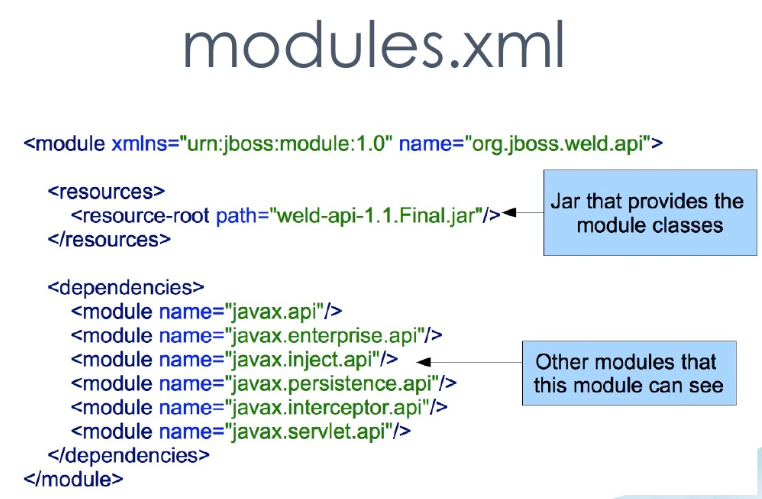 modules.xml
<module xmlns="urn:jboss:module:1.0" name="org.jboss.weld.api">
<resources>
<resource-root path="weld-api-1.1.Final.jar"/>
Jar that provides the
module classes
</resources>
<dependencies>
<module name="javax.api"/>
<module name="javax.enterprise.api"/>
<module name="javax.inject.api"/>
Other modules that
this module can see
<module name="javax.persistence.api"/>
<module name="javax.interceptor.api"/>
<module name="javax.servlet.api"/>
</dependencies>
</module>